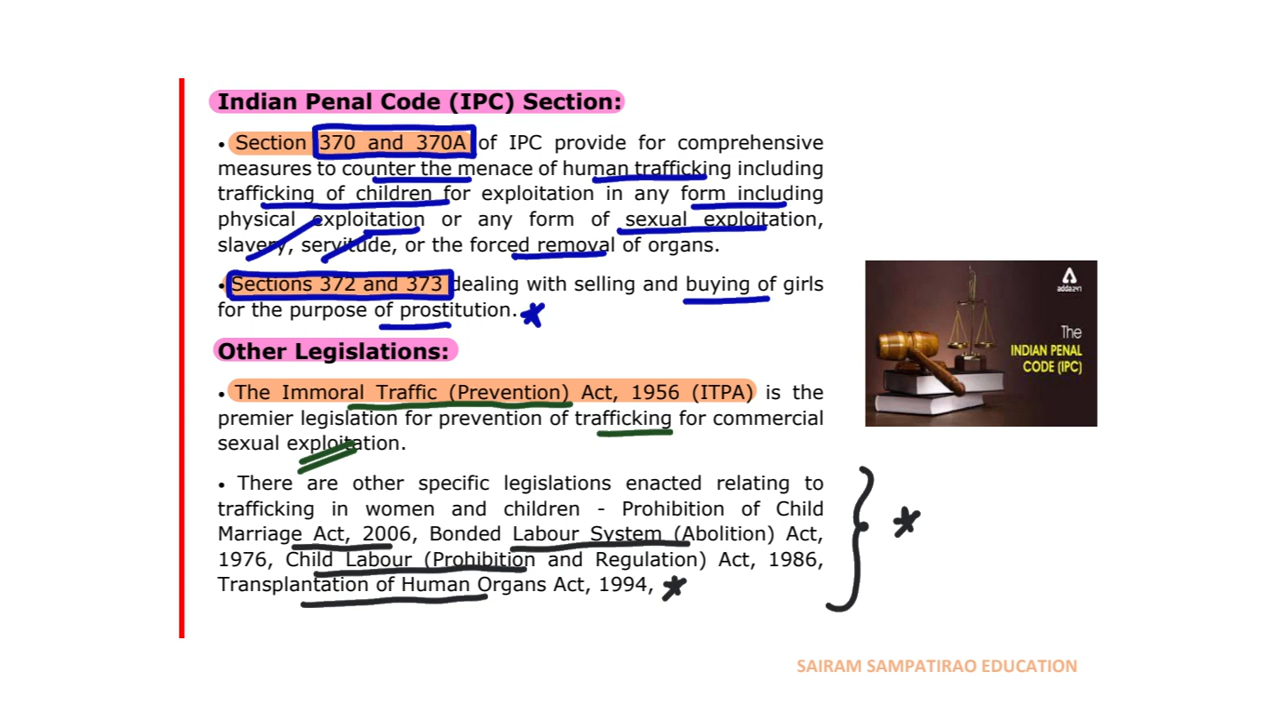 Indian Penal Code (IPC) Section:
• Section 370 and 370A of IPC provide for comprehensive
measures to counter the menace of human trafficking including
trafficking of children for exploitation in any form including
physical exploitation or any form of sexual exploitation,
slavery, servitude, or the forced removal of organs.
• Sections 372 and 373 dealing with selling and buying of girls
for the purpose of prostitution.
Other Legislations:
• The Immoral Traffic (Prevention) Act, 1956 (ITPA) is the
premier legislation for prevention of trafficking for commercial
sexual exploitation.
• There are other specific legislations enacted relating to
trafficking in women and children - Prohibition of Child
Marriage Act, 2006, Bonded Labour System (Abolition) Act,
1976, Child Labour (Prohibition and Regulation) Act, 1986,
Transplantation of Human Organs Act, 1994,
adda247
The
INDIAN PENAL
CODE (IPC)
SAIRAM SAMPATIRAO EDUCATION